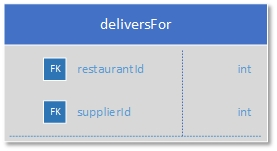 deliversFor
FK restaurantId int
FK supplierId int